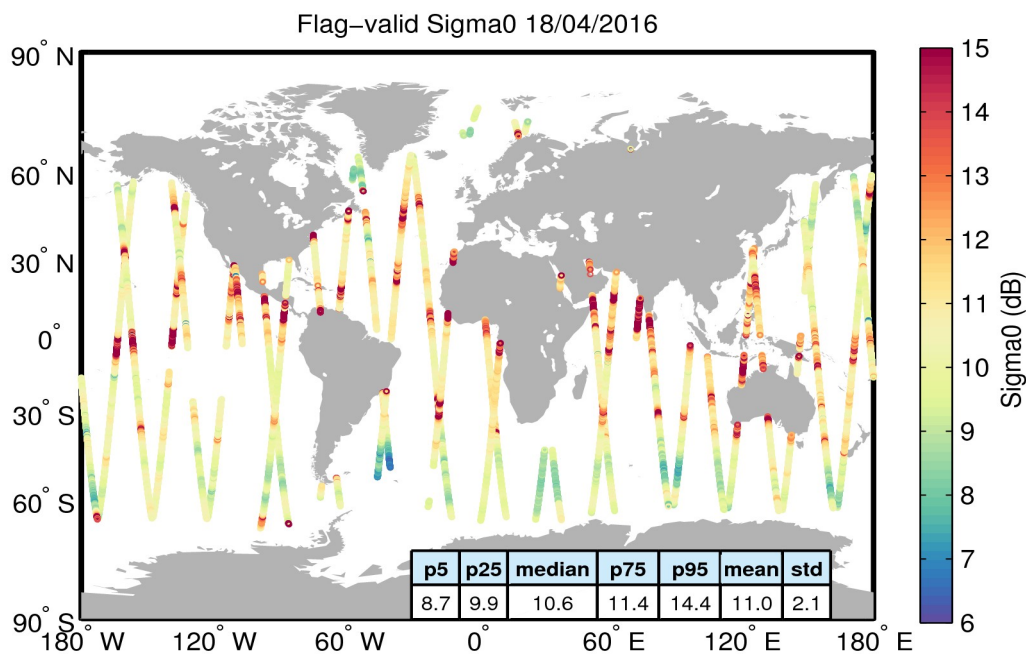 Flag−valid Sigma0 18/04/2016
90° N
60° N
30° N
0°
30° S
60° S
90° S
180° W
120° W
60° W
0°
60° E
120° E
180° E
p5 p25 median p75 p95 mean std
8.7 9.9 10.6 11.4 14.4 11.0 2.1
15
14
13
12
11
10
9
8
7
6
Sigma0 (dB)